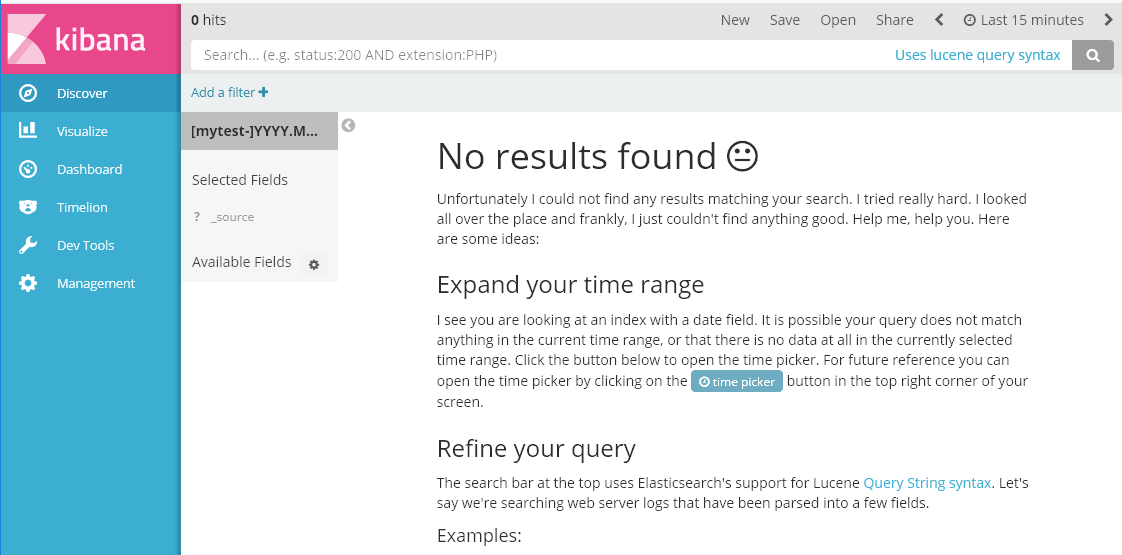 kibana
Discover
Visualize
Dashboard
Timelion
Dev Tools
Management
0 hits
New Save Open Share Last 15 minutes
Search... (e.g. status:200 AND extension:PHP) Uses lucene query syntax
Add a filter +
[mytest-]YYYY.M...
Selected Fields
? _source
Available Fields
No results found
Unfortunately I could not find any results matching your search. I tried really hard. I looked
all over the place and frankly, I just couldn't find anything good. Help me, help you. Here
are some ideas:
Expand your time range
I see you are looking at an index with a date field. It is possible your query does not match
anything in the current time range, or that there is no data at all in the currently selected
time range. Click the button below to open the time picker. For future reference you can
open the time picker by clicking on the time picker button in the top right corner of your
screen.
Refine your query
The search bar at the top uses Elasticsearch's support for Lucene Query String syntax. Let's
say we're searching web server logs that have been parsed into a few fields.
Examples: